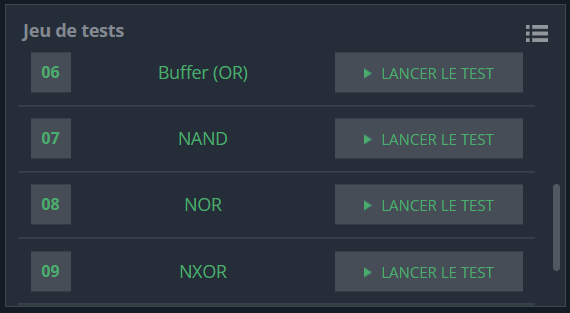 Jeu de tests
06 Buffer (OR) LANCER LE TEST
07 NAND LANCER LE TEST
08 NOR LANCER LE TEST
09 NXOR LANCER LE TEST